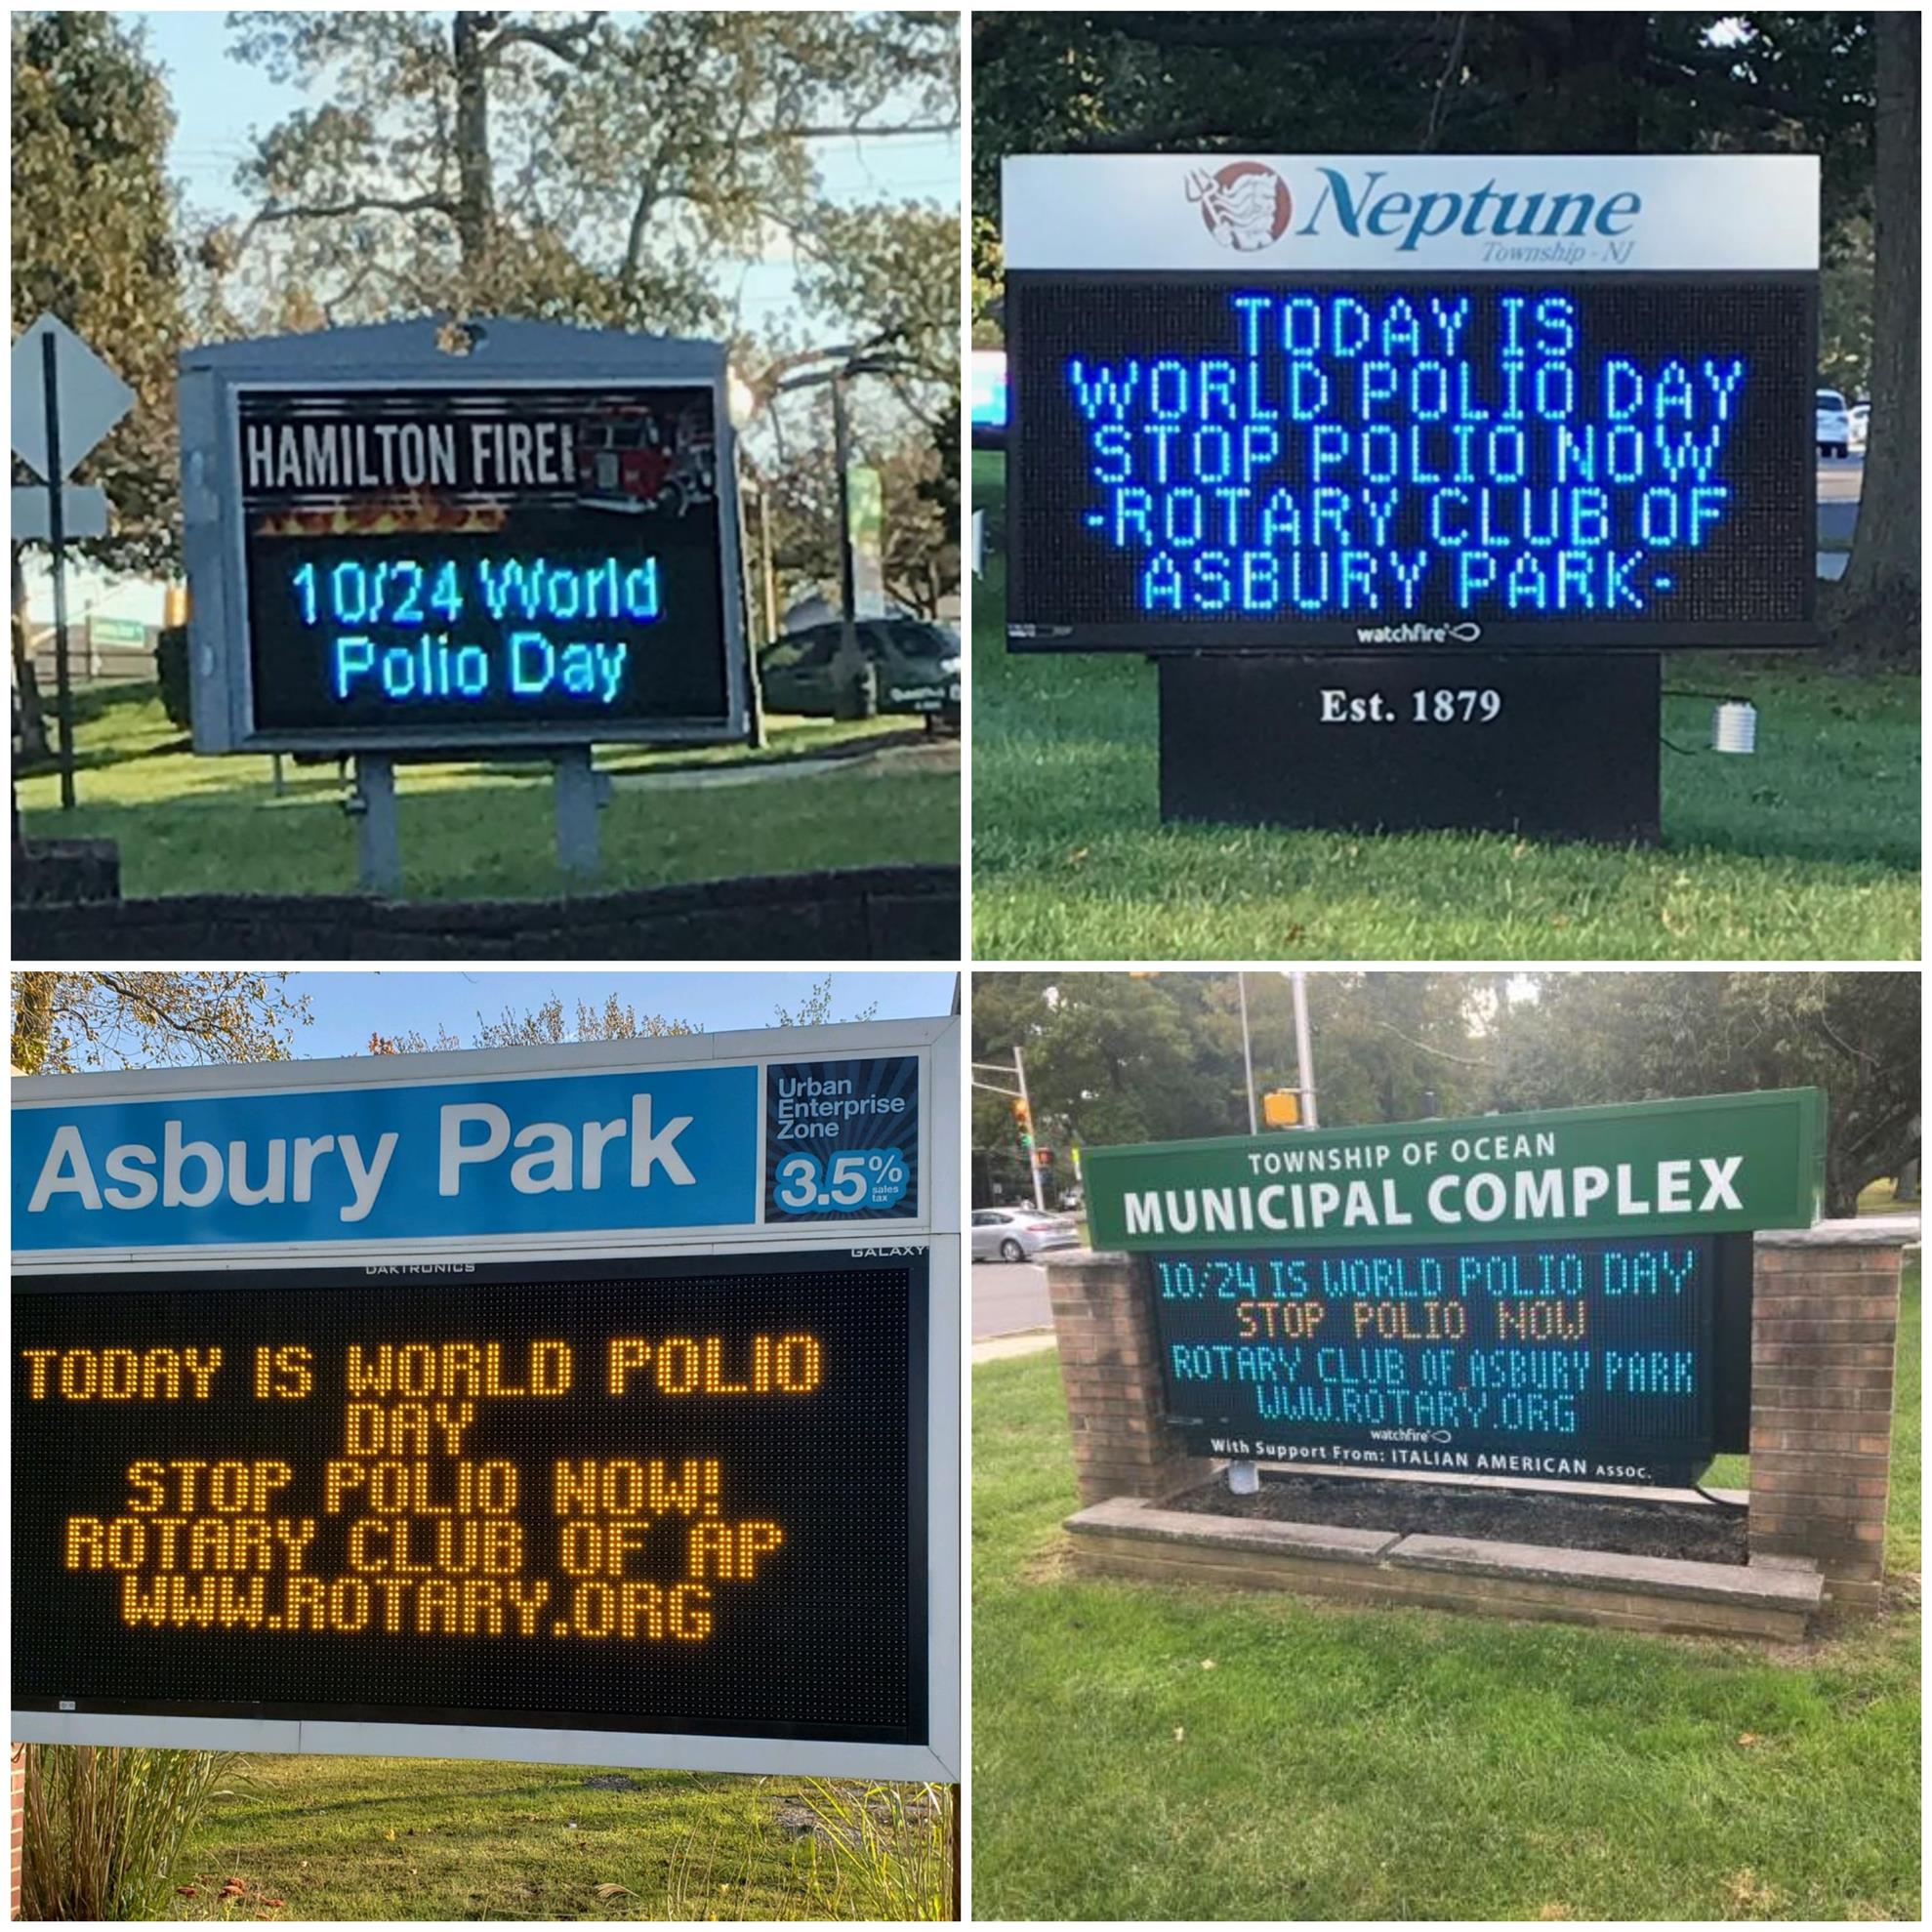 HAMILTON FIRE!
10/24 World
Polio Day
Neptune
Township - NJ
TODAY IS
WORLD POLIO DAY
STOP POLIO NOW
-ROTARY CLUB OF
ASBURY PARK-
watchfire
Est. 1879
Asbury Park
Urban
Enterprise
Zone
3.5%
sales
tax
GALAXY
DAKTRONICS
TODAY IS WORLD POLIO
DAY
STOP POLIO NOW!
ROTARY CLUB OF AP
WWW.ROTARY.ORG
TOWNSHIP OF OCEAN
MUNICIPAL COMPLEX
10/24 IS WORLD POLIO DAY
STOP POLIO NOW
ROTARY CLUB OF ASBURY PARK
WWW.ROTARY.ORG
watchfire
With Support From: ITALIAN AMERICAN ASSOC.